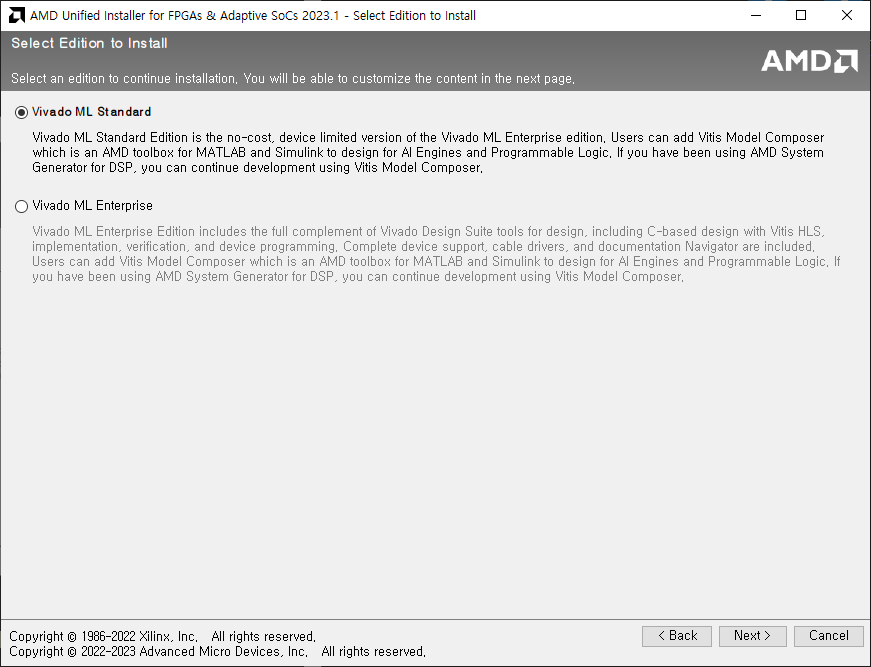 AMD Unified Installer for FPGAs & Adaptive SoCs 2023.1 - Select Edition to Install
Select Edition to Install
Select an edition to continue installation. You will be able to customize the content in the next page.
AMD
Vivado ML Standard
Vivado ML Standard Edition is the no-cost, device limited version of the Vivado ML Enterprise edition. Users can add Vitis Model Composer
which is an AMD toolbox for MATLAB and Simulink to design for AI Engines and Programmable Logic. If you have been using AMD System
Generator for DSP, you can continue development using Vitis Model Composer.
Vivado ML Enterprise
Vivado ML Enterprise Edition includes the full complement of Vivado Design Suite tools for design, including C-based design with Vitis HLS,
implementation, verification, and device programming. Complete device support, cable drivers, and documentation Navigator are included.
Users can add Vitis Model Composer which is an AMD toolbox for MATLAB and Simulink to design for AI Engines and Programmable Logic. If
you have been using AMD System Generator for DSP, you can continue development using Vitis Model Composer.
Copyright © 1986-2022 Xilinx, Inc. All rights reserved.
Copyright © 2022-2023 Advanced Micro Devices, Inc. All rights reserved.
< Back
Next >
Cancel